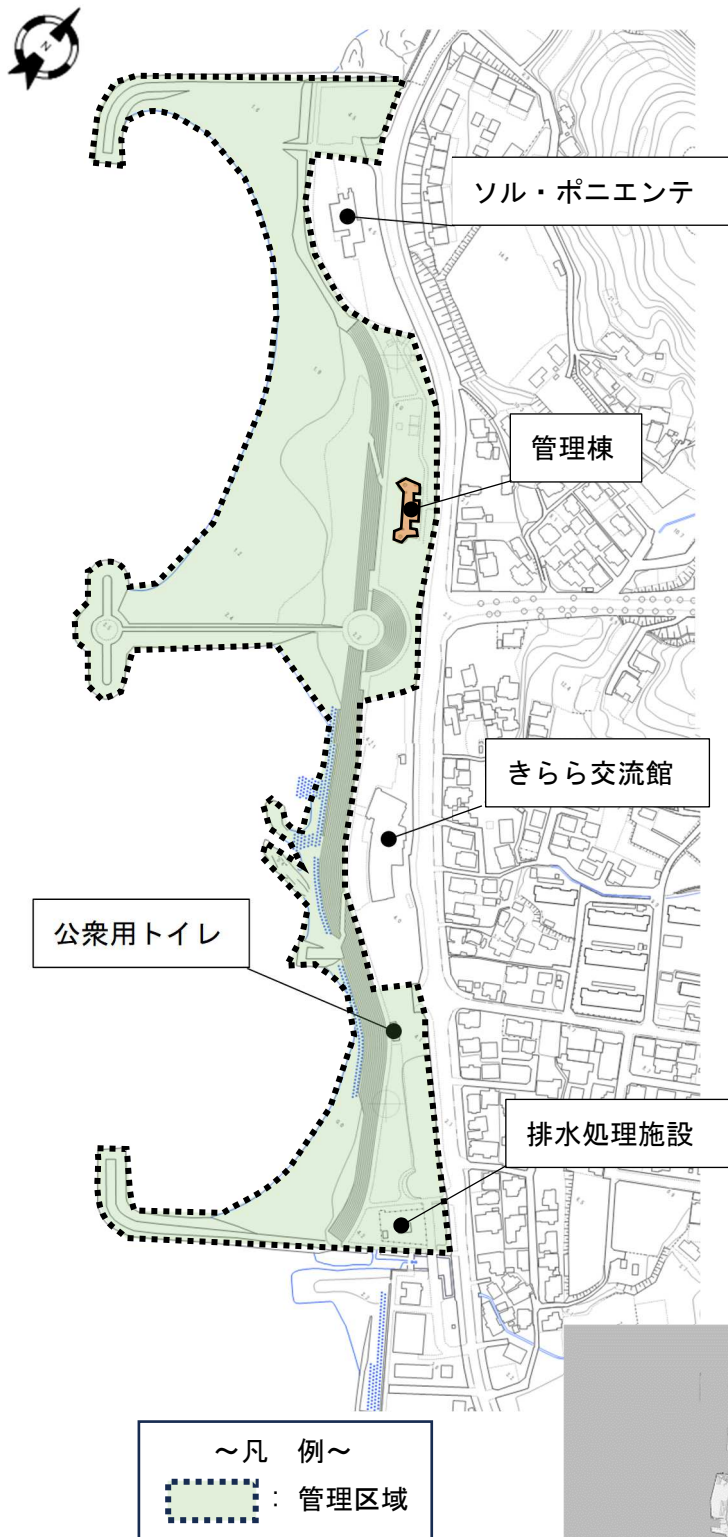 N
ソル・ポニエンテ
管理棟
きらら交流館
公衆用トイレ
排水処理施設
～凡　例～
： 管理区域